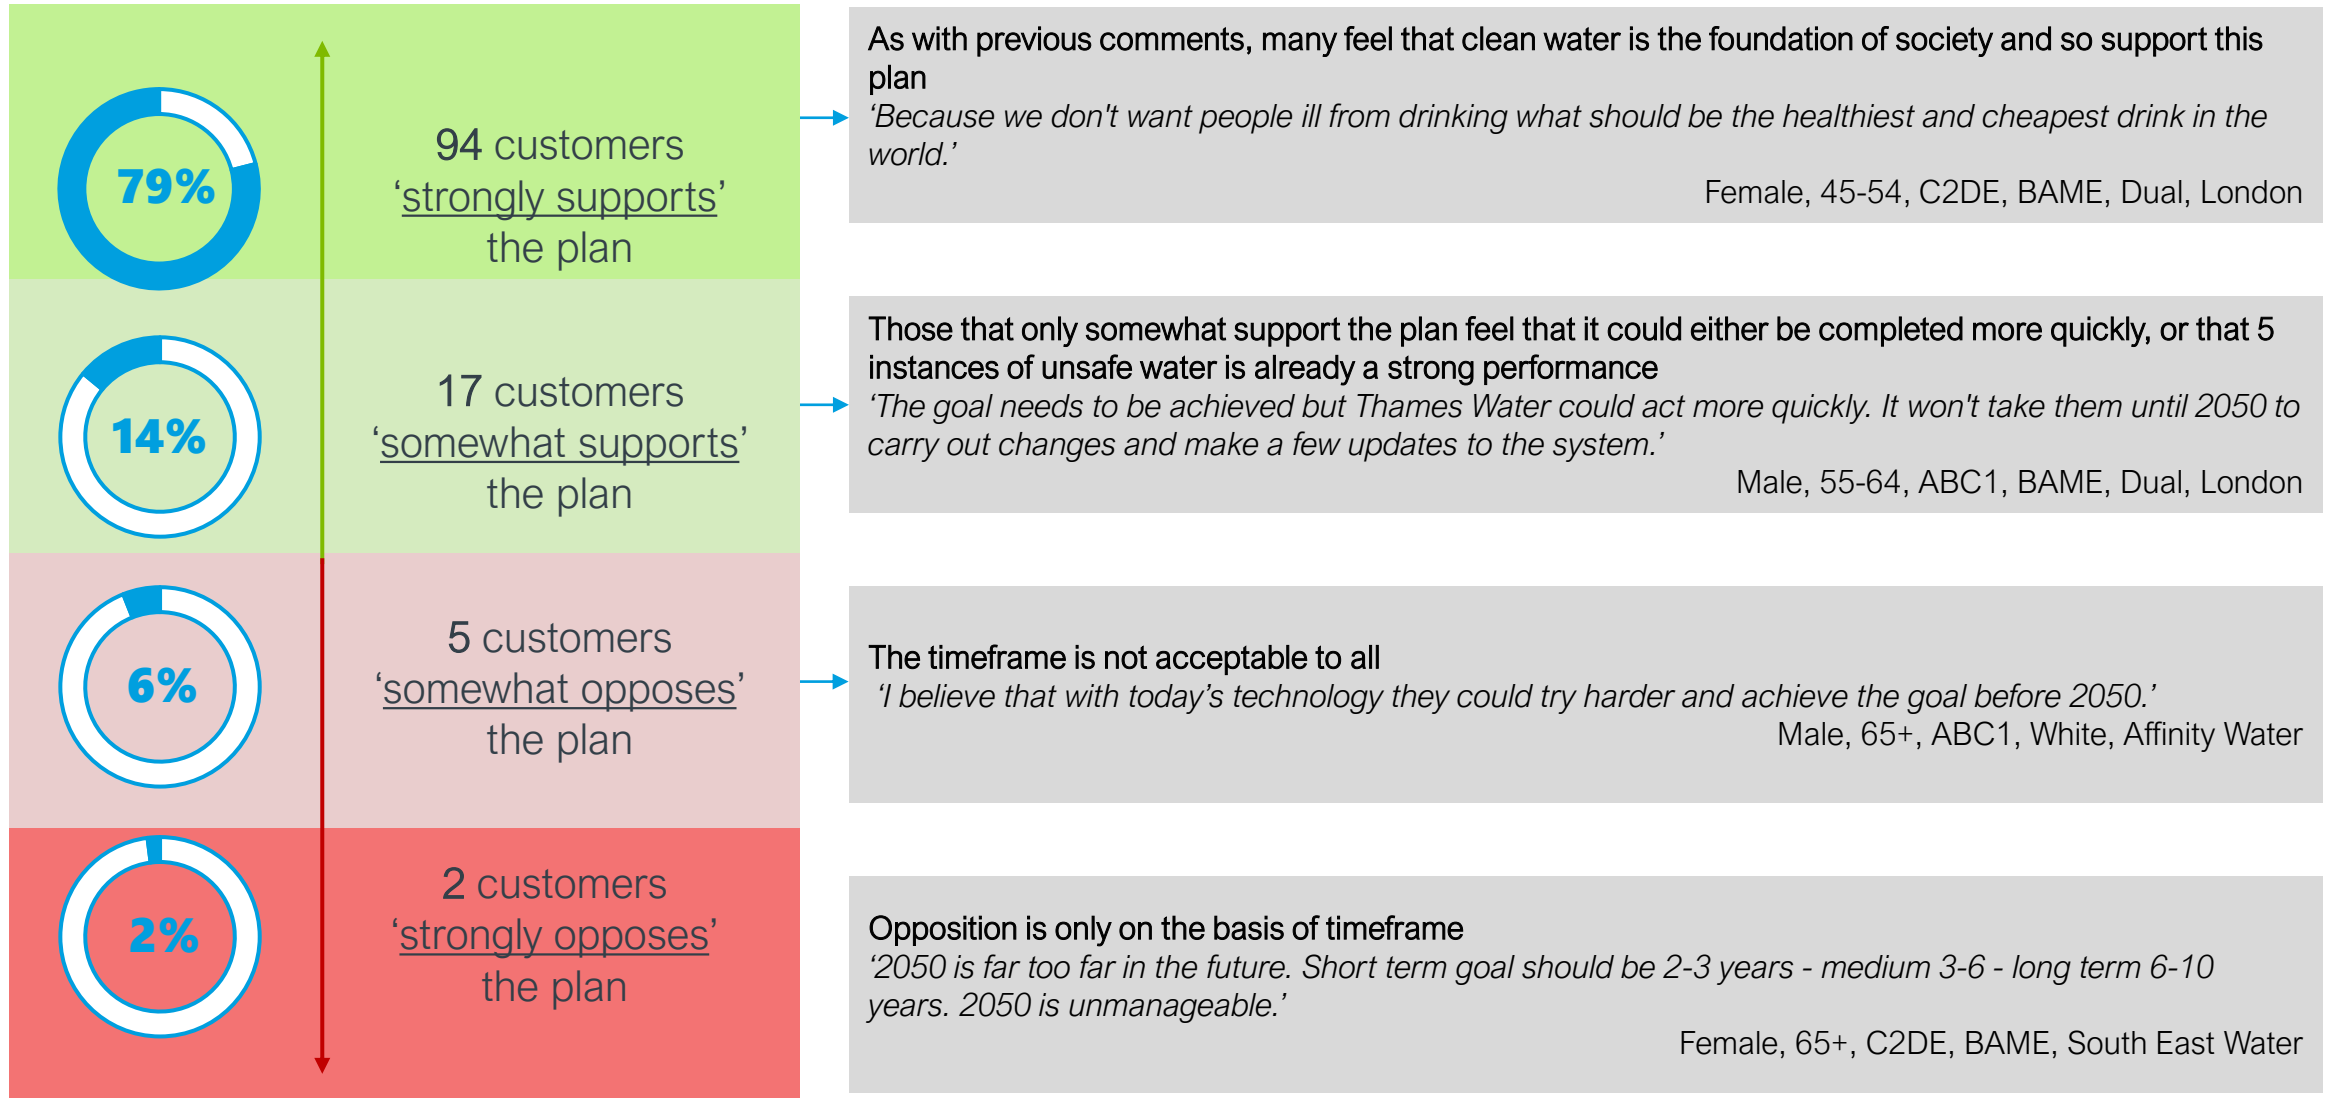 79%
94 customers
‘strongly supports’
the plan
As with previous comments, many feel that clean water is the foundation of society and so support this
plan
‘Because we don't want people ill from drinking what should be the healthiest and cheapest drink in the
world.’
Female, 45-54, C2DE, BAME, Dual, London
14%
17 customers
‘somewhat supports’
the plan
Those that only somewhat support the plan feel that it could either be completed more quickly, or that 5
instances of unsafe water is already a strong performance
‘The goal needs to be achieved but Thames Water could act more quickly. It won't take them until 2050 to
carry out changes and make a few updates to the system.’
Male, 55-64, ABC1, BAME, Dual, London
6%
5 customers
‘somewhat opposes’
the plan
The timeframe is not acceptable to all
‘I believe that with today’s technology they could try harder and achieve the goal before 2050.’
Male, 65+, ABC1, White, Affinity Water
2%
2 customers
‘strongly opposes’
the plan
Opposition is only on the basis of timeframe
‘2050 is far too far in the future. Short term goal should be 2-3 years - medium 3-6 - long term 6-10
years. 2050 is unmanageable.’
Female, 65+, C2DE, BAME, South East Water